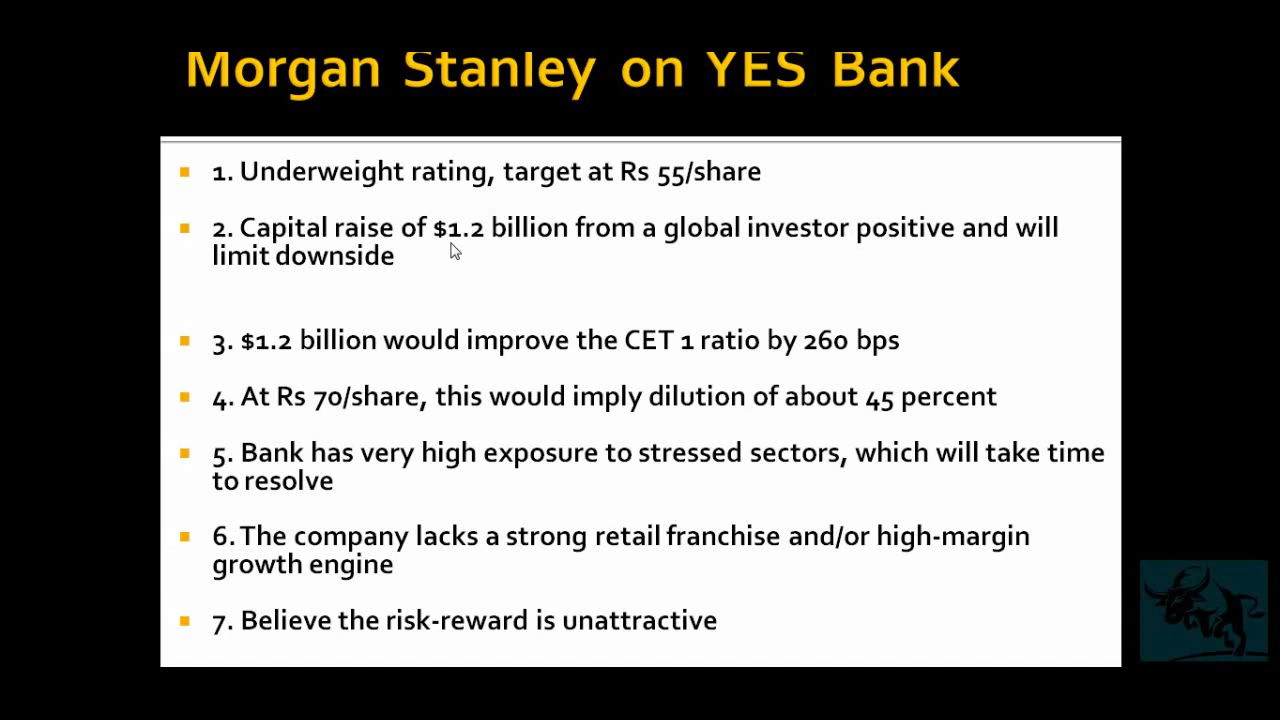 Morgan Stanley on YES Bank
1. Underweight rating, target at Rs 55/share
2. Capital raise of $1.2 billion from a global investor positive and will
limit downside
3. $1.2 billion would improve the CET 1 ratio by 260 bps
4. At Rs 70/share, this would imply dilution of about 45 percent
5. Bank has very high exposure to stressed sectors, which will take time
to resolve
6. The company lacks a strong retail franchise and/or high-margin
growth engine
7. Believe the risk-reward is unattractive